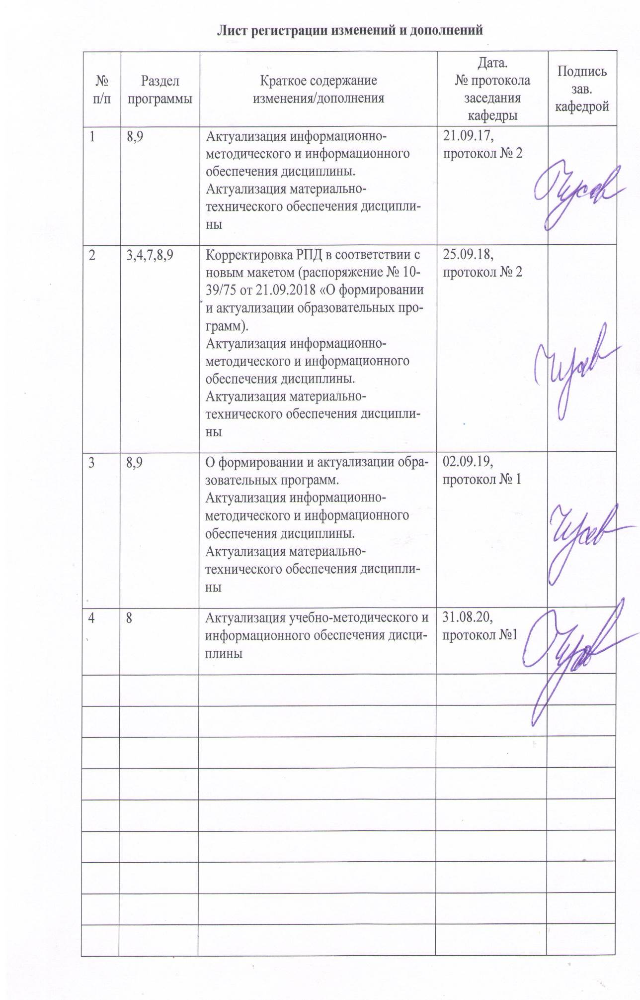 Лист регистрации изменений и дополнений
№
п/п
Раздел
программы
Краткое содержание
изменения/дополнения
Дата.
№ протокола
заседания
кафедры
Подпись
зав.
кафедрой
1
8,9
Актуализация информационно-
методического и информационного
обеспечения дисциплины.
Актуализация материально-
технического обеспечения дисципли-
ны
21.09.17,
протокол № 2
2
3,4,7,8,9
Корректировка РПД в соответствии с
новым макетом (распоряжение № 10-
39/75 от 21.09.2018 «О формировании
и актуализации образовательных про-
грамм).
Актуализация информационно-
методического и информационного
обеспечения дисциплины.
Актуализация материально-
технического обеспечения дисципли-
ны
25.09.18,
протокол № 2
3
8,9
О формировании и актуализации обра-
зовательных программ.
Актуализация информационно-
методического и информационного
обеспечения дисциплины.
Актуализация материально-
технического обеспечения дисципли-
ны
02.09.19,
протокол № 1
4
8
Актуализация учебно-методического и
информационного обеспечения дисци-
плины
31.08.20,
протокол №1